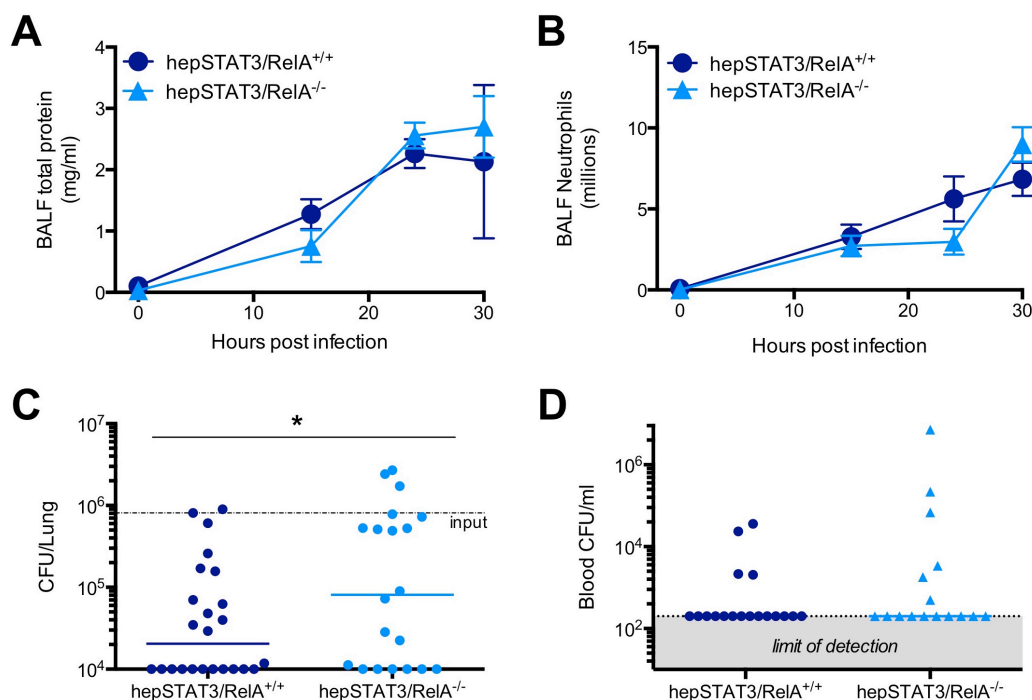 A
4
3
2
1
0
BALF total protein
(mg/ml)
hepSTAT3/RelA+/+
hepSTAT3/RelA-/-
0 10 20 30
Hours post infection
B
15
10
5
0
BALF Neutrophils
(millions)
hepSTAT3/RelA+/+
hepSTAT3/RelA-/-
0 10 20 30
Hours post infection
C
10⁷
10⁶
10⁵
10⁴
CFU/Lung
*
input
hepSTAT3/RelA+/+ hepSTAT3/RelA-/-
D
10⁶
10⁴
10²
Blood CFU/ml
limit of detection
hepSTAT3/RelA+/+ hepSTAT3/RelA-/-